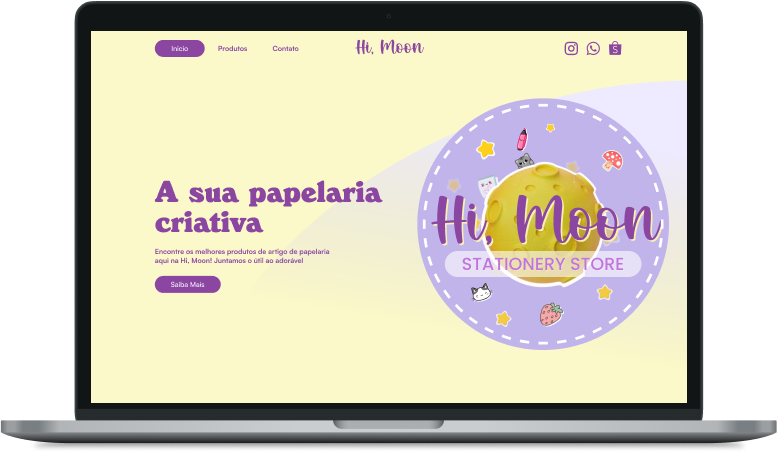 Início Produtos Contato Hi, Moon
A sua papelaria
criativa
Encontre os melhores produtos de artigo de papelaria
aqui na Hi, Moon! Juntamos o útil ao adorável
Saiba Mais
Hi, Moon
STATIONERY STORE